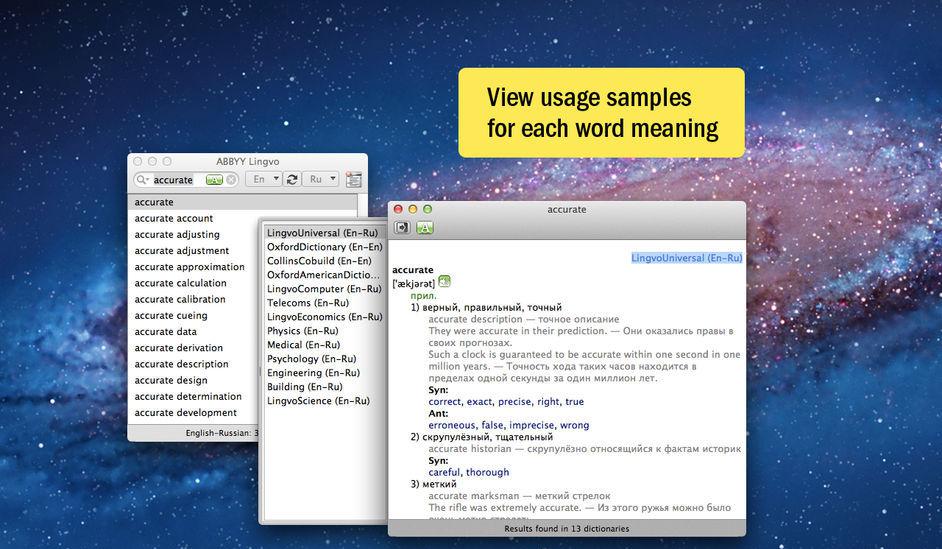 View usage samples
for each word meaning
ABBYY Lingvo
accurate
En
Ru
accurate
accurate account
accurate adjusting
accurate adjustment
accurate approximation
accurate calculation
accurate calibration
accurate cueing
accurate data
accurate derivation
accurate description
accurate design
accurate determination
accurate development
English-Russian: 3
LingvoUniversal (En-Ru)
OxfordDictionary (En-En)
CollinsCobuild (En-En)
OxfordAmericanDictio...
LingvoComputer (En-Ru)
Telecoms (En-Ru)
LingvoEconomics (En-Ru)
Physics (En-Ru)
Medical (En-Ru)
Psychology (En-Ru)
Engineering (En-Ru)
Building (En-Ru)
LingvoScience (En-Ru)
accurate
LingvoUniversal (En-Ru)
accurate
['ækjərət]
прил.
1) верный, правильный, точный
accurate description — точное описание
They were accurate in their prediction. — Они оказались правы в
своих прогнозах.
Such a clock is guaranteed to be accurate within one second in one
million years. — Точность хода таких часов находится в
пределах одной секунды за один миллион лет.
Syn:
correct, exact, precise, right, true
Ant:
erroneous, false, imprecise, wrong
2) скрупулёзный, тщательный
accurate historian — скрупулёзно относящийся к фактам историк
Syn:
careful, thorough
3) меткий
accurate marksman — меткий стрелок
The rifle was extremely accurate. — Из этого ружья можно было
Results found in 13 dictionaries